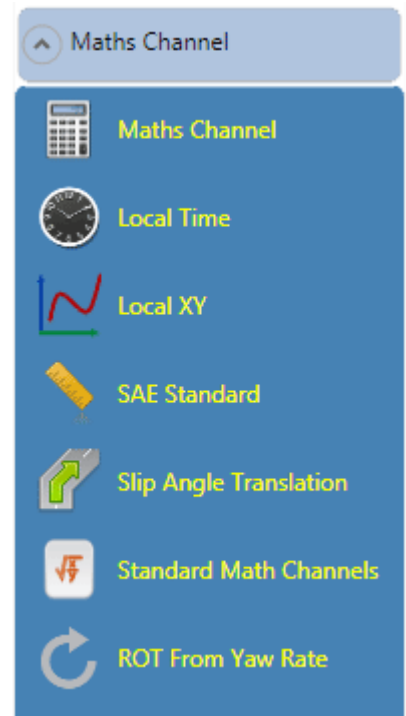 Maths Channel
Maths Channel
Local Time
Local XY
SAE Standard
Slip Angle Translation
Standard Math Channels
ROT From Yaw Rate